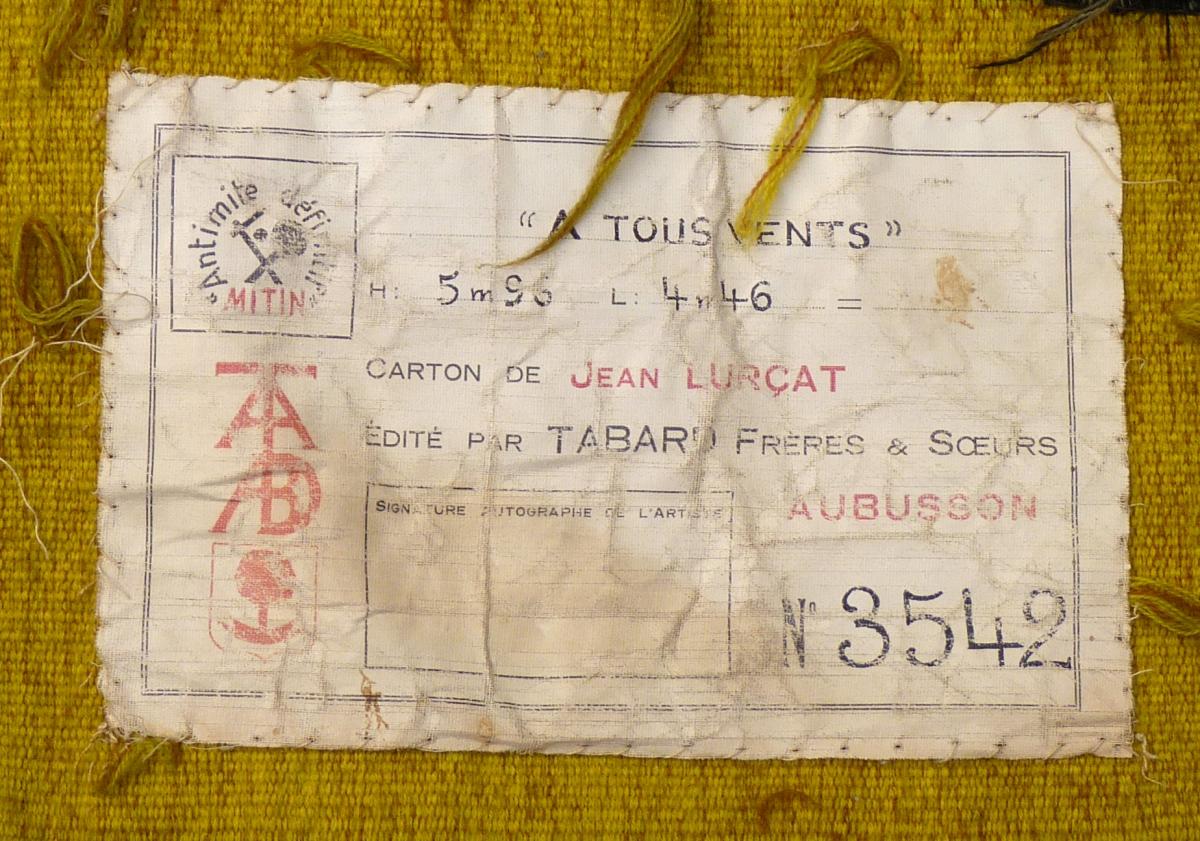 "Antimite définitif"
MITIN
"A TOUS VENTS"
H: 5m96 L: 4m46 =
CARTON DE JEAN LURÇAT
ÉDITÉ PAR TABARD FRÈRES & SŒURS
TABARD
AUBUSSON
SIGNATURE AUTOGRAPHE DE L'ARTISTE
N° 3542